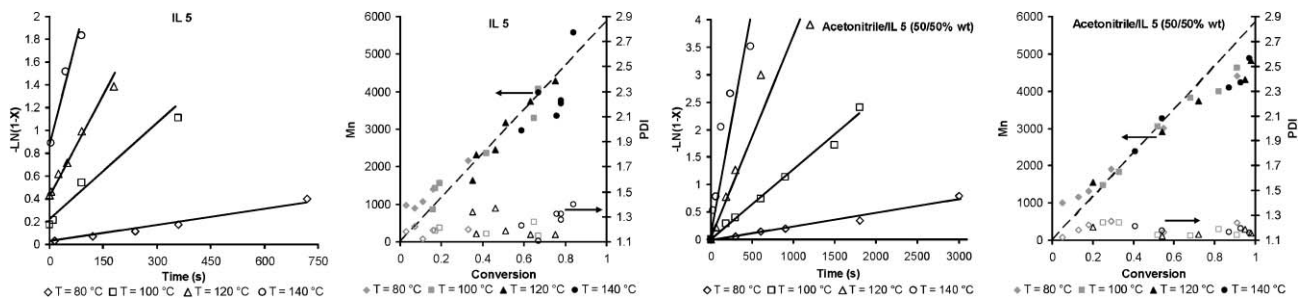 IL 5
-LN(1-X)
2
1.8
1.6
1.4
1.2
1
0.8
0.6
0.4
0.2
0
0 150 300 450 600 750
Time (s)
T = 80 °C T = 100 °C T = 120 °C T = 140 °C
IL 5
Mn
6000
5000
4000
3000
2000
1000
0
0 0.2 0.4 0.6 0.8 1
Conversion
2.9
2.7
2.5
2.3
2.1
1.9
1.7
1.5
1.3
1.1
PDI
T = 80 °C T = 100 °C T = 120 °C T = 140 °C
Acetonitrile/IL 5 (50/50% wt)
-LN(1-X)
4
3.5
3
2.5
2
1.5
1
0.5
0
0 600 1200 1800 2400 3000
Time (s)
T = 80 °C T = 100 °C T = 120 °C T = 140 °C
Acetonitrile/IL 5 (50/50% wt)
Mn
6000
5000
4000
3000
2000
1000
0
0 0.2 0.4 0.6 0.8 1
Conversion
2.9
2.7
2.5
2.3
2.1
1.9
1.7
1.5
1.3
1.1
PDI
T = 80 °C T = 100 °C T = 120 °C T = 140 °C